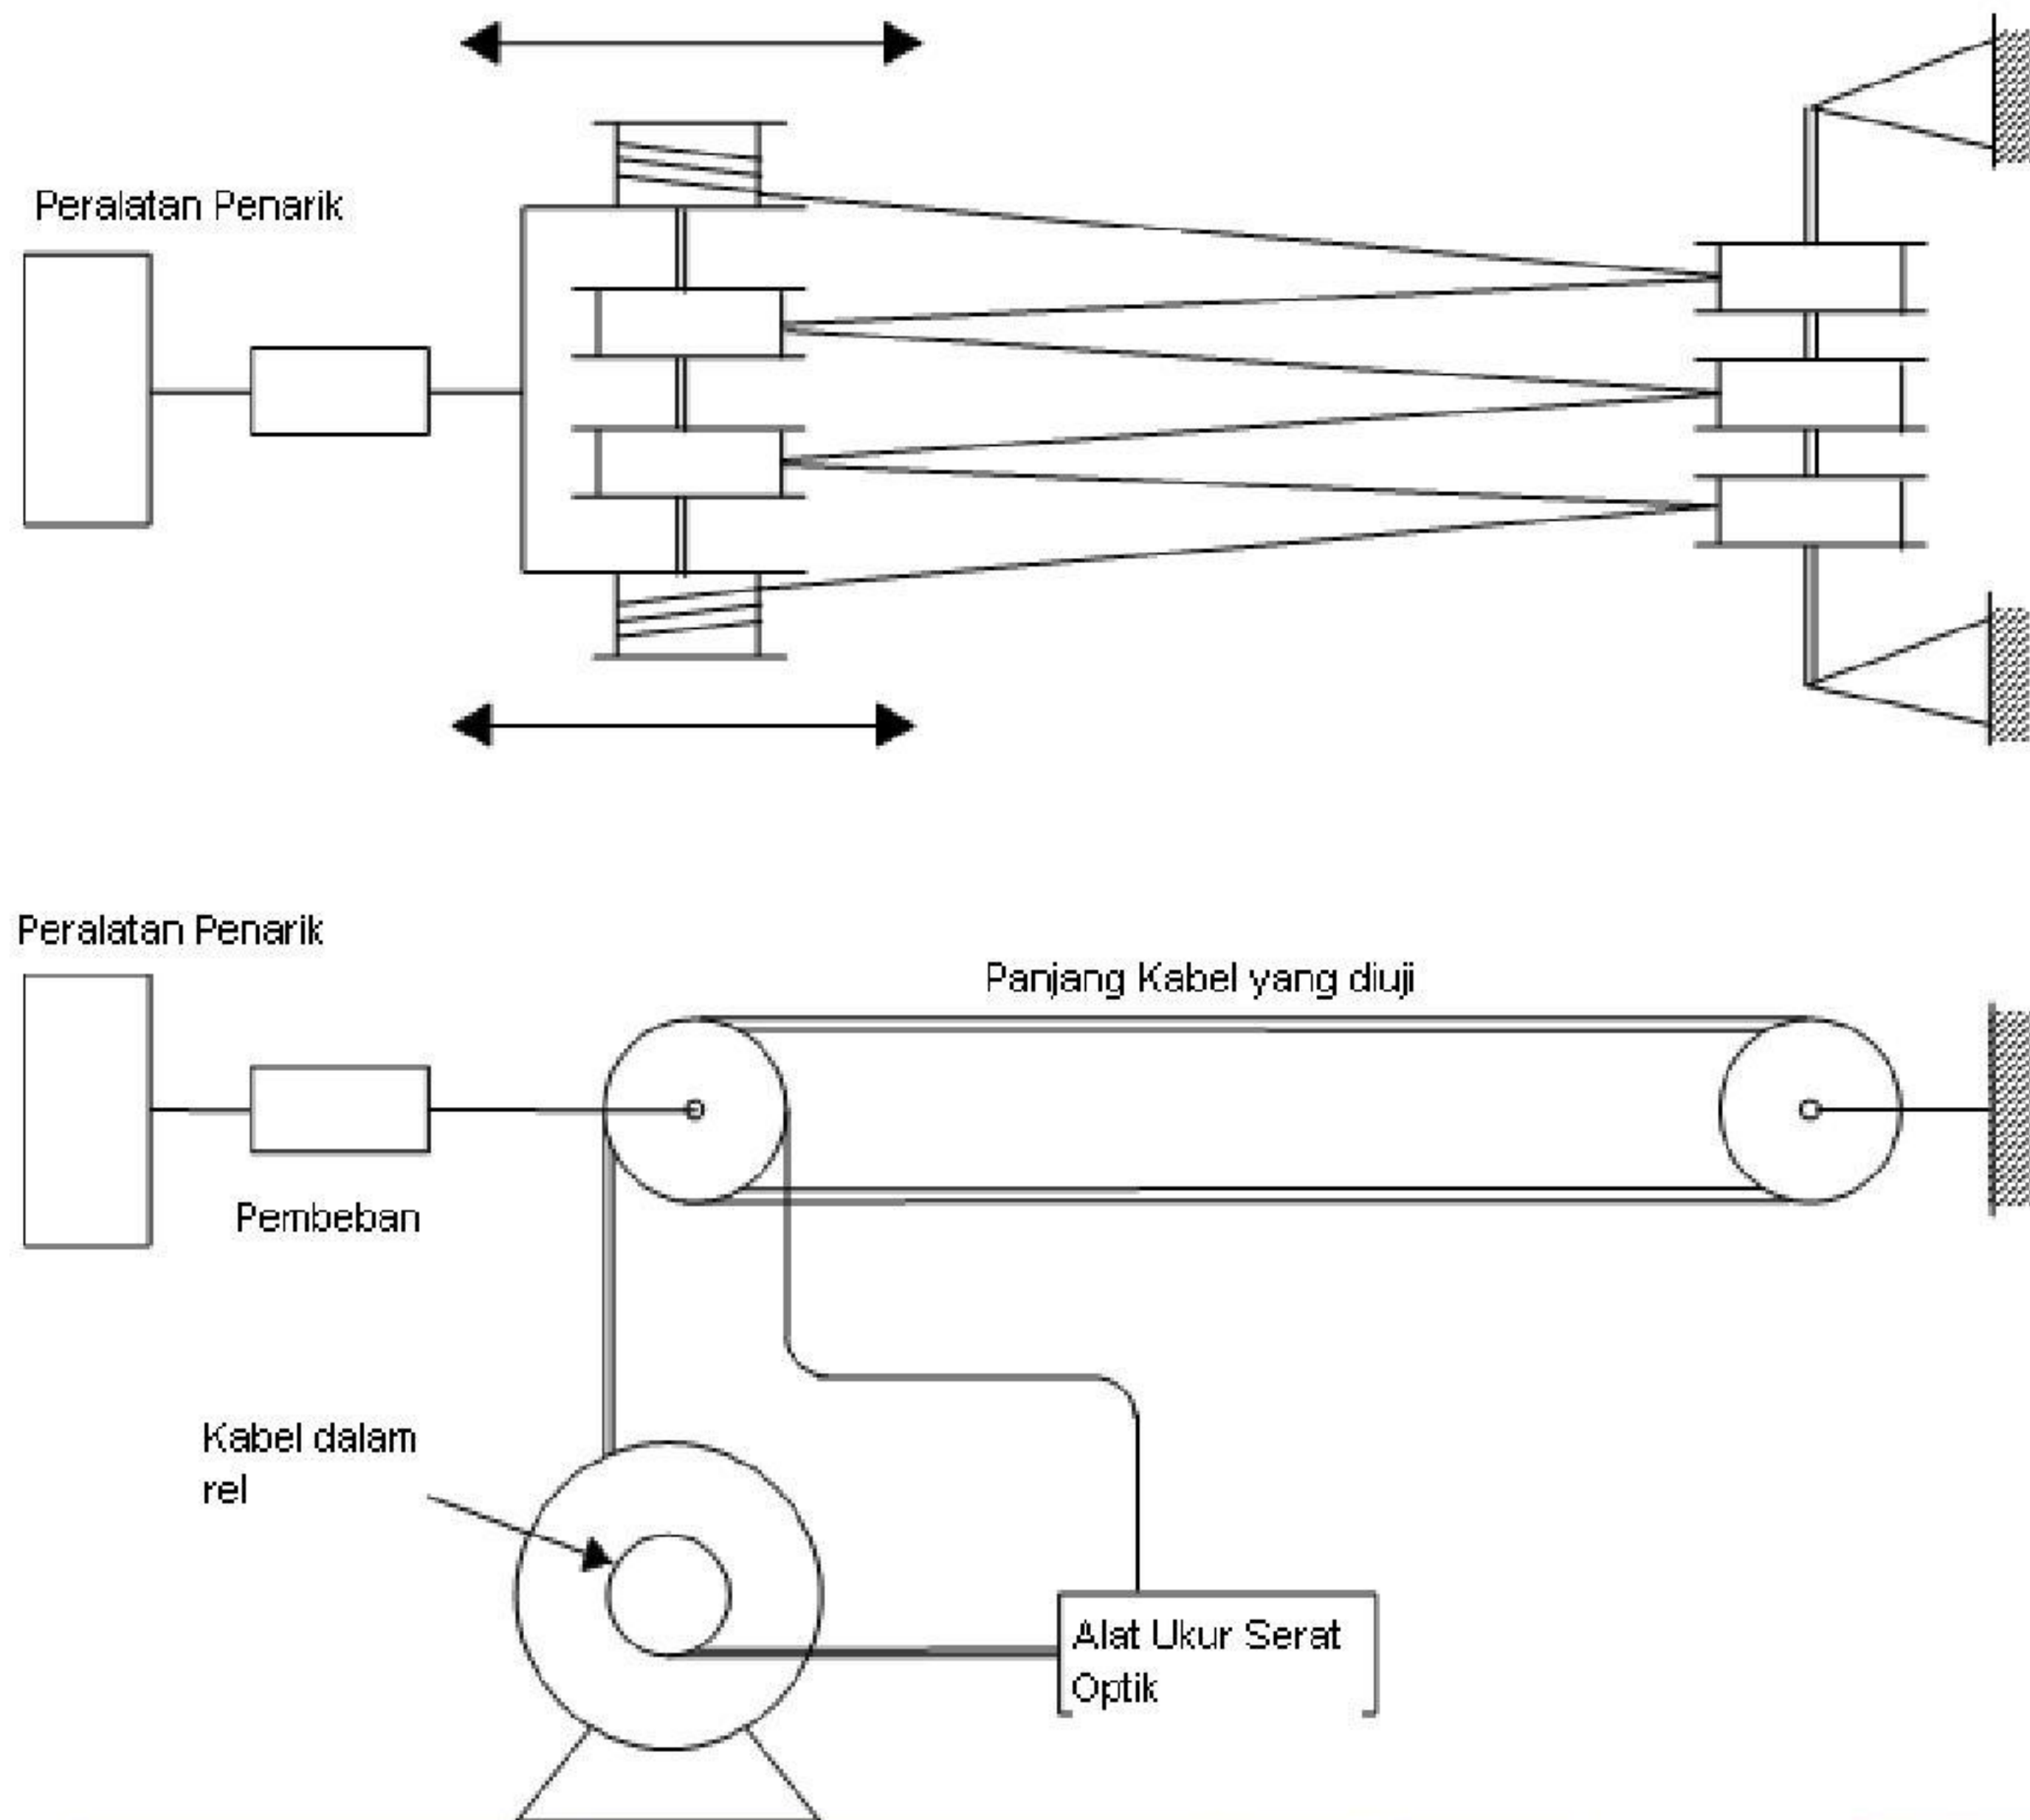 Peralatan Penarik
Peralatan Penarik
Panjang Kabel yang diuji
Pembeban
Kabel dalam
rel
Alat Ukur Serat
Optik